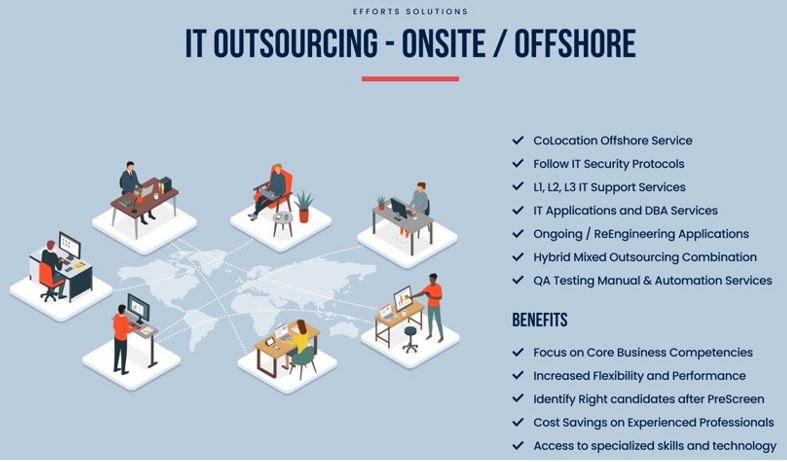 EFFORTS SOLUTIONS
IT OUTSOURCING - ONSITE / OFFSHORE
CoLocation Offshore Service
Follow IT Security Protocols
L1, L2, L3 IT Support Services
IT Applications and DBA Services
Ongoing / ReEngineering Applications
Hybrid Mixed Outsourcing Combination
QA Testing Manual & Automation Services
BENEFITS
Focus on Core Business Competencies
Increased Flexibility and Performance
Identify Right candidates after PreScreen
Cost Savings on Experienced Professionals
Access to specialized skills and technology